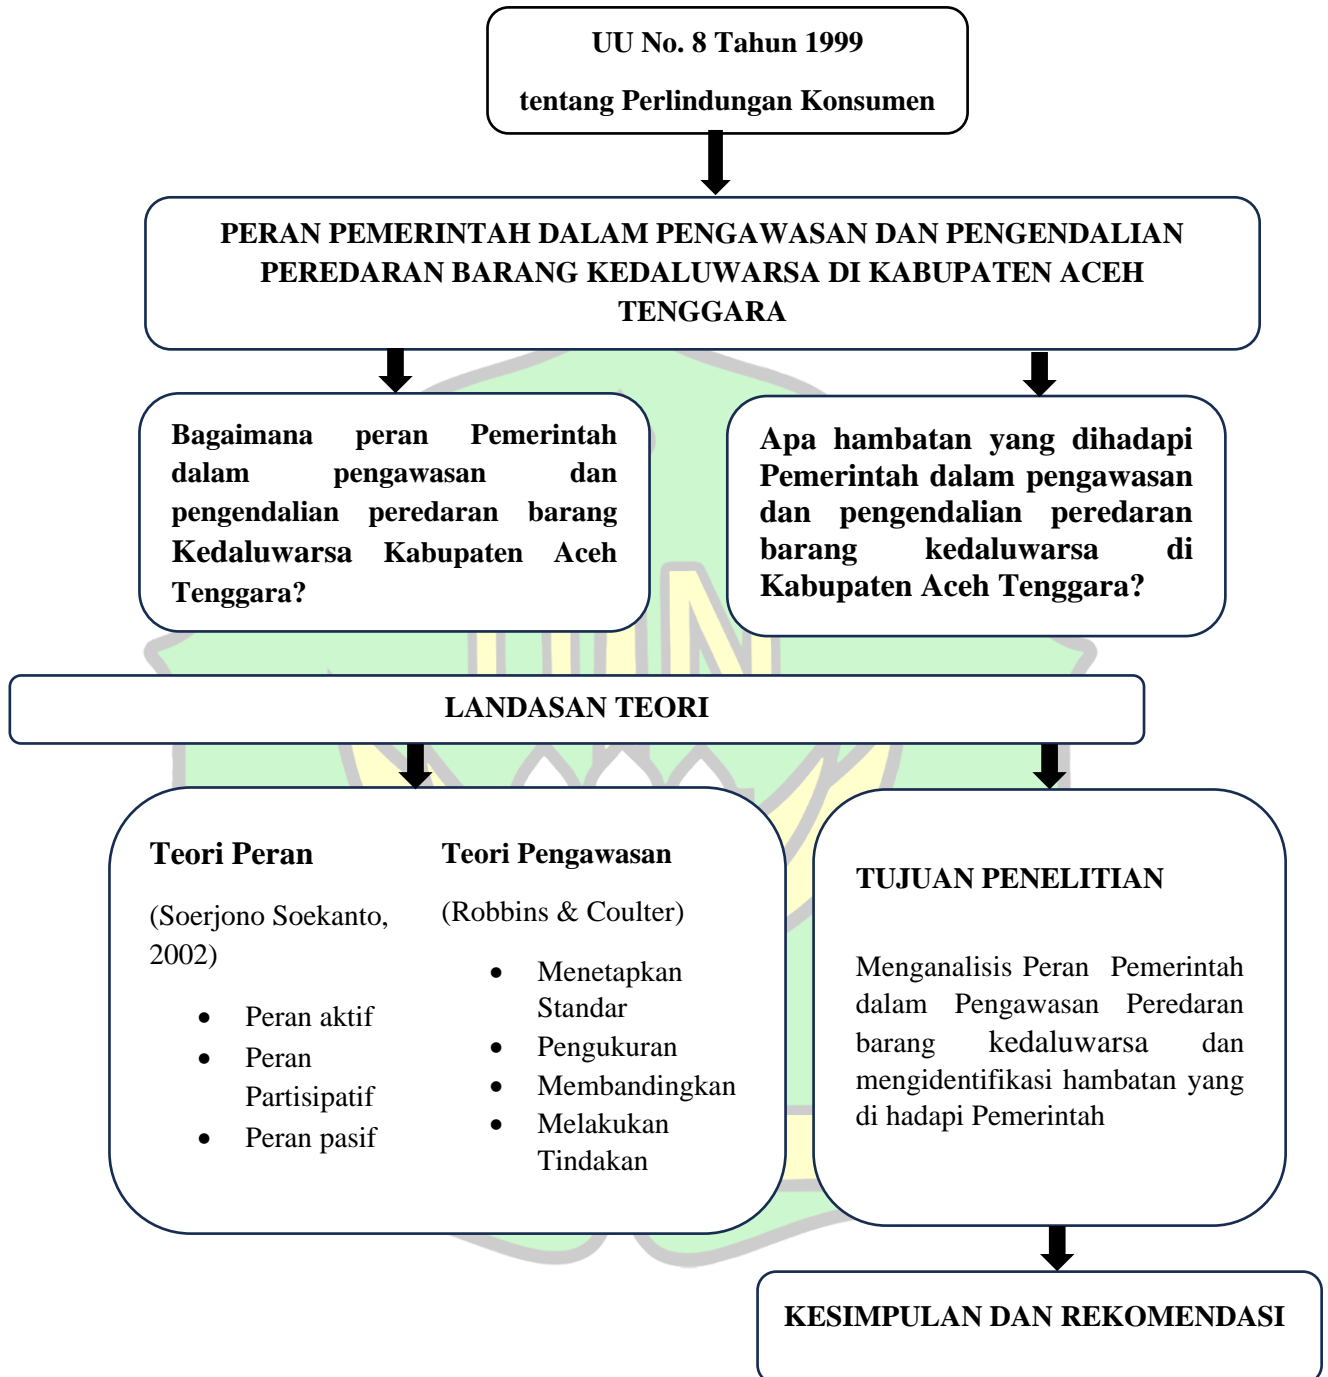 UU No. 8 Tahun 1999
tentang Perlindungan Konsumen
PERAN PEMERINTAH DALAM PENGAWASAN DAN PENGENDALIAN
PEREDARAN BARANG KEDALUWARSA DI KABUPATEN ACEH
TENGGARA
Bagaimana peran Pemerintah
dalam pengawasan dan
pengendalian peredaran barang
Kedaluwarsa Kabupaten Aceh
Tenggara?
Apa hambatan yang dihadapi
Pemerintah dalam pengawasan
dan pengendalian peredaran
barang kedaluwarsa di
Kabupaten Aceh Tenggara?
UIN
LANDASAN TEORI
Teori Peran
(Soerjono Soekanto,
2002)
• Peran aktif
• Peran
Partisipatif
• Peran pasif
Teori Pengawasan
(Robbins & Coulter)
• Menetapkan
Standar
• Pengukuran
• Membandingkan
• Melakukan
Tindakan
TUJUAN PENELITIAN
Menganalisis Peran Pemerintah
dalam Pengawasan Peredaran
barang kedaluwarsa dan
mengidentifikasi hambatan yang
di hadapi Pemerintah
KESIMPULAN DAN REKOMENDASI